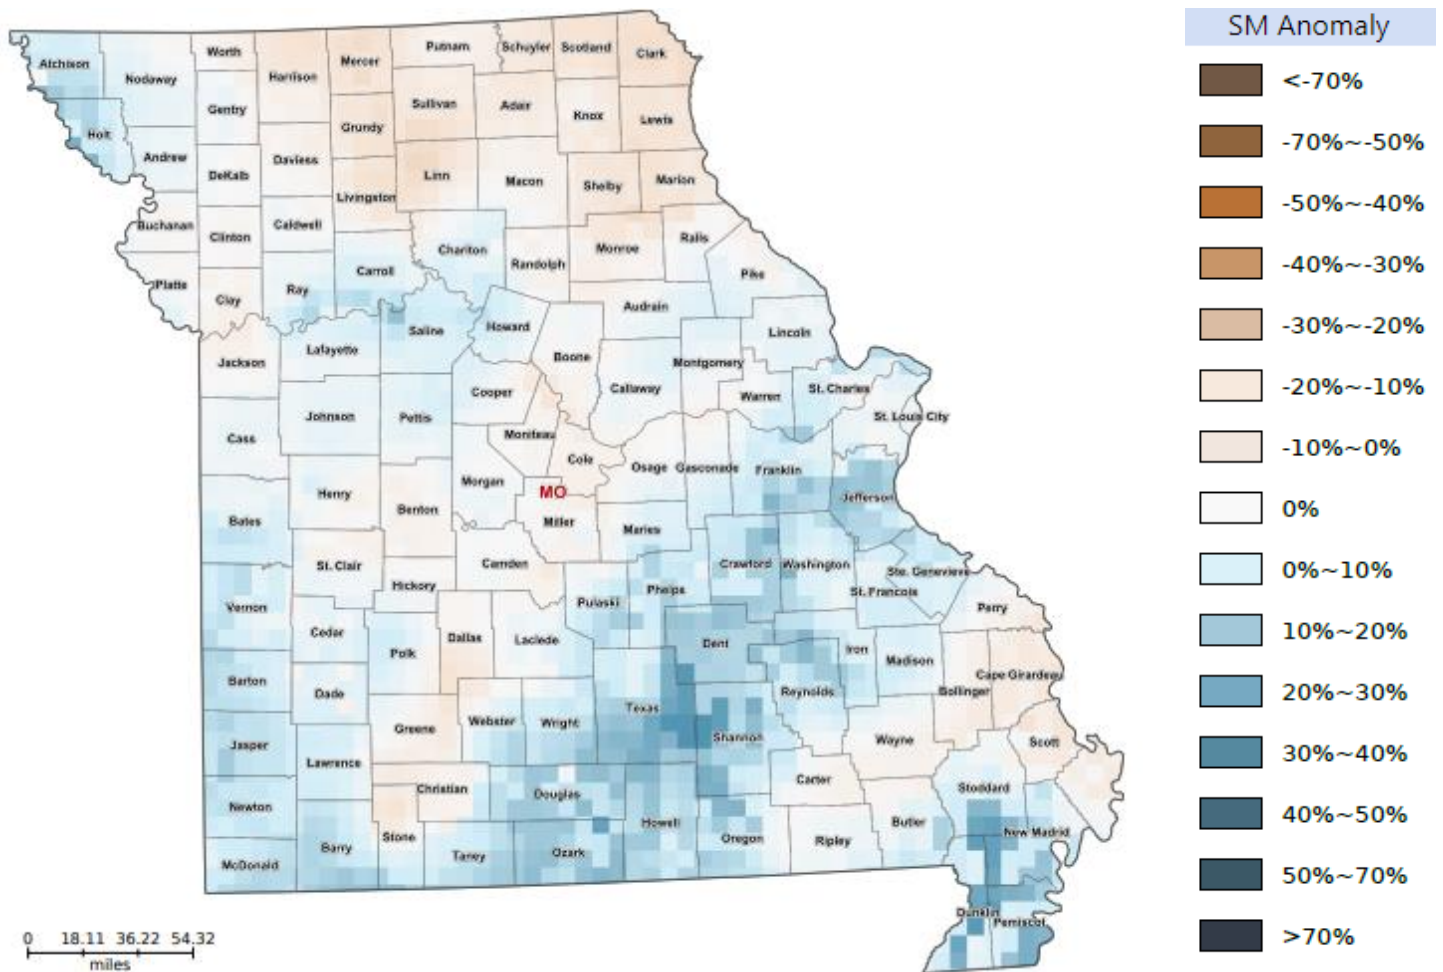 SM Anomaly
<-70%
-70%~-50%
-50%~-40%
-40%~-30%
-30%~-20%
-20%~-10%
-10%~0%
0%
0%~10%
10%~20%
20%~30%
30%~40%
40%~50%
50%~70%
>70%
Atchison
Nodaway
Worth
Harrison
Mercer
Putnam
Schuyler
Scotland
Clark
Holt
Gentry
Grundy
Sullivan
Adair
Knox
Lewis
Andrew
DeKalb
Daviess
Livingston
Linn
Macon
Shelby
Marion
Buchanan
Clinton
Caldwell
Chariton
Randolph
Monroe
Ralls
Platte
Clay
Ray
Carroll
Pike
Saline
Howard
Audrain
Jackson
Lafayette
Boone
Montgomery
Lincoln
Cooper
Callaway
Warren
St. Charles
Cass
Johnson
Pettis
Moniteau
St. Louis City
Cole
Osage
Gasconade
Franklin
Henry
Morgan
MO
Jefferson
Bates
Benton
Miller
Maries
St. Clair
Camden
Crawford
Washington
Ste. Genevieve
Hickory
Phelps
St. Francois
Vernon
Pulaski
Perry
Cedar
Polk
Dallas
Laclede
Dent
Iron
Madison
Barton
Dade
Texas
Reynolds
Bollinger
Cape Girardeau
Jasper
Greene
Webster
Wright
Shannon
Wayne
Scott
Lawrence
Christian
Douglas
Carter
Stoddard
Newton
Howell
Butler
New Madrid
McDonald
Barry
Stone
Taney
Ozark
Oregon
Ripley
Dunklin
Pemiscot
0 18.11 36.22 54.32
miles